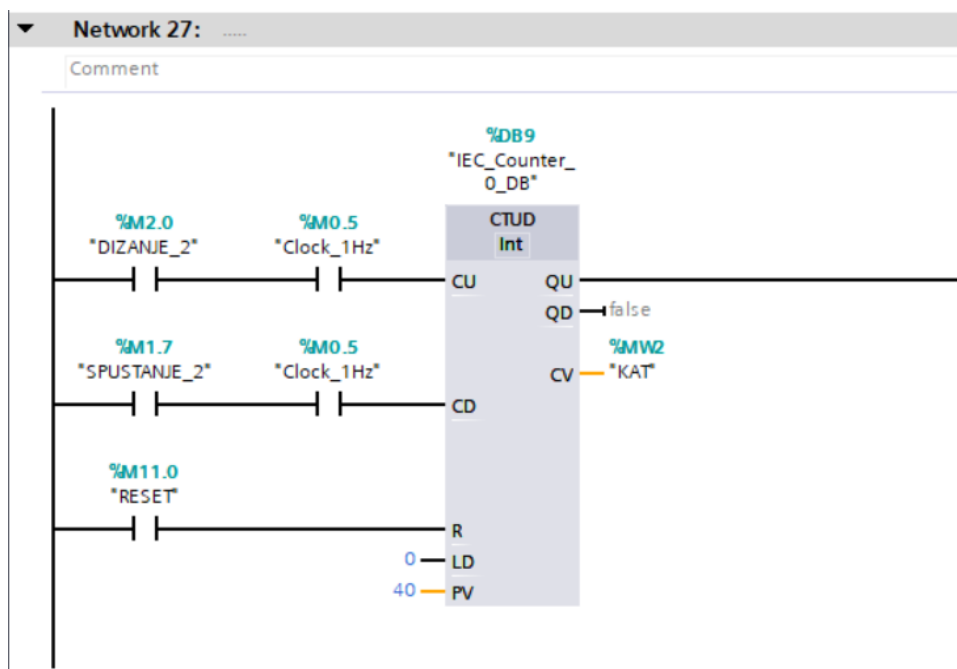 Network 27: .....
Comment
%DB9
"IEC_Counter_
0_DB"
%M2.0
"DIZANJE_2"
%M0.5
"Clock_1Hz"
CTUD
Int
CU
QU
QD
false
%M1.7
"SPUSTANJE_2"
%M0.5
"Clock_1Hz"
%MW2
"KAT"
CV
CD
%M11.0
"RESET"
R
0
LD
40
PV